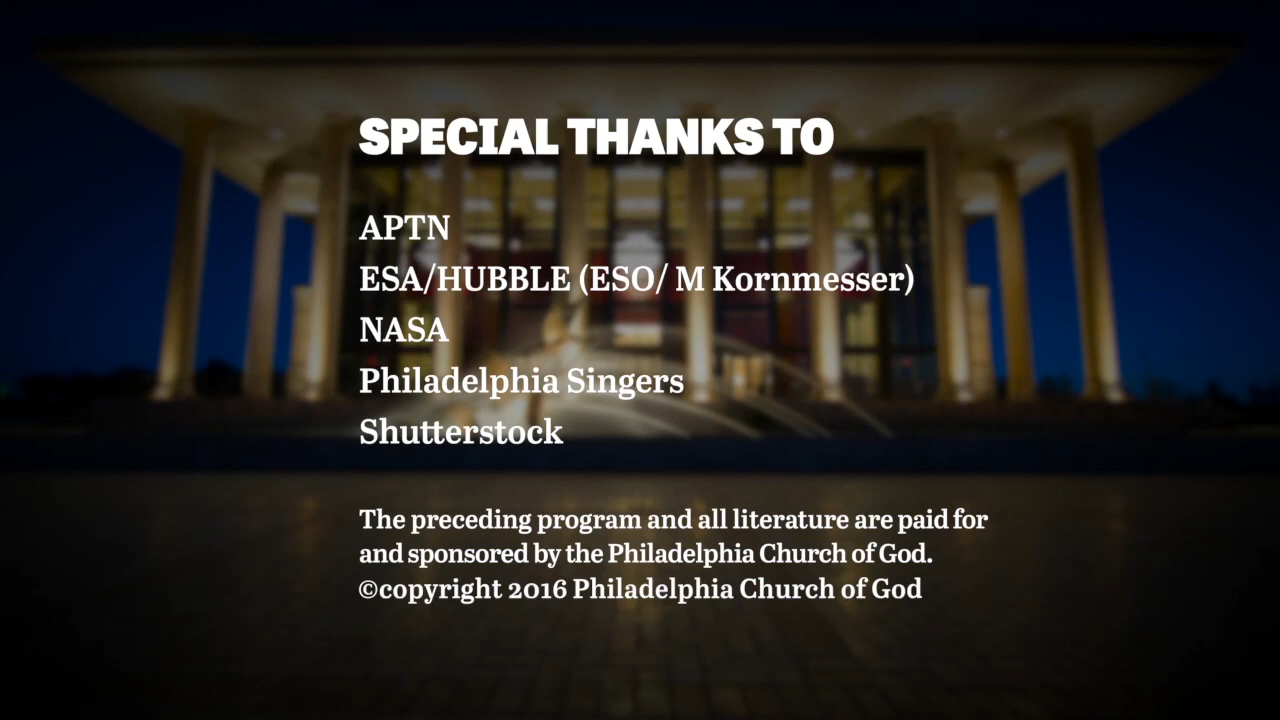 SPECIAL THANKS TO
APTN
ESA/HUBBLE (ESO/ M Kornmesser)
NASA
Philadelphia Singers
Shutterstock
The preceding program and all literature are paid for
and sponsored by the Philadelphia Church of God.
©copyright 2016 Philadelphia Church of God